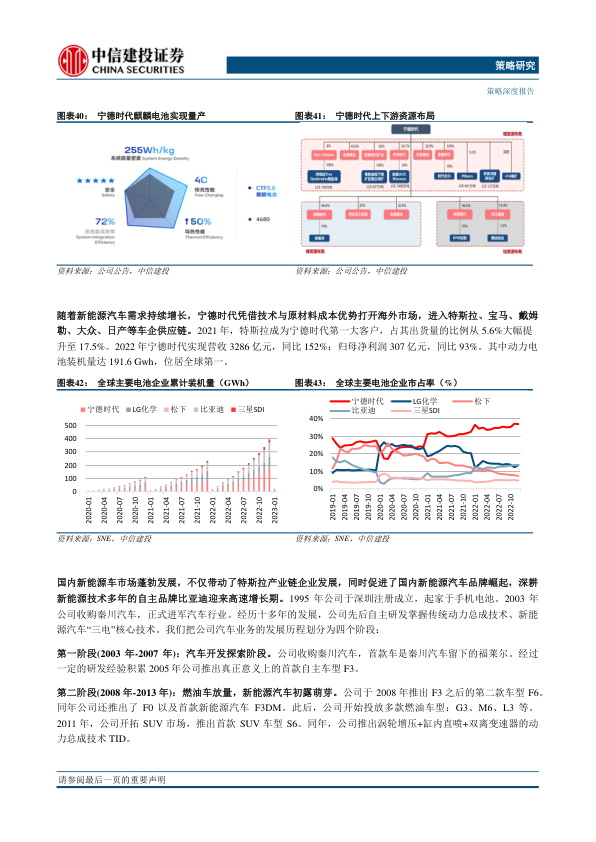 中信建投证券
CHINA SECURITIES
策略研究
策略深度报告
图表40： 宁德时代麒麟电池实现量产
图表41： 宁德时代上下游资源布局
255Wh/kg
系统能量密度 System Energy Density
安全
Safety
4C
快充性能
Fast Charging
72%
系统集成效率
System Integration
Efficiency
↑50%
导热性能
Thermal Efficiency
CTP3.0
麒麟电池
4680
宁德时代
资料来源：公司公告，中信建投
资料来源：公司公告，中信建投
随着新能源汽车需求持续增长，宁德时代凭借技术与原材料成本优势打开海外市场，进入特斯拉、宝马、戴姆
勒、大众、日产等车企供应链。2021 年，特斯拉成为宁德时代第一大客户，占其出货量的比例从 5.6%大幅提
升至 17.5%。2022 年宁德时代实现营收 3286 亿元，同比 152%；归母净利润 307 亿元，同比 93%。其中动力电
池装机量达 191.6 Gwh，位居全球第一。
图表42： 全球主要电池企业累计装机量（GWh）
图表43： 全球主要电池企业市占率（%）
宁德时代 LG化学 松下 比亚迪 三星SDI
500
400
300
200
100
0
2020-01 2020-04 2020-07 2020-10 2021-01 2021-04 2021-07 2021-10 2022-01 2022-04 2022-07 2022-10 2023-01
宁德时代 LG化学 松下
比亚迪 三星SDI
40%
30%
20%
10%
0%
2019-01 2019-04 2019-07 2019-10 2020-01 2020-04 2020-07 2020-10 2021-01 2021-04 2021-07 2021-10 2022-01 2022-04 2022-07 2022-10
资料来源：SNE，中信建投
资料来源：SNE，中信建投
国内新能源车市场蓬勃发展，不仅带动了特斯拉产业链企业发展，同时促进了国内新能源汽车品牌崛起，深耕
新能源技术多年的自主品牌比亚迪迎来高速增长期。1995 年公司于深圳注册成立，起家于手机电池。2003 年
公司收购秦川汽车，正式进军汽车行业。经历十多年的发展，公司先后自主研发掌握传统动力总成技术、新能
源汽车“三电”核心技术。我们把公司汽车业务的发展历程划分为四个阶段：
第一阶段(2003 年-2007 年)：汽车开发探索阶段。公司收购秦川汽车，首款车是秦川汽车留下的福莱尔。经过
一定的研发经验积累 2005 年公司推出真正意义上的首款自主车型 F3。
第二阶段(2008 年-2013 年)：燃油车放量，新能源汽车初露萌芽。公司于 2008 年推出 F3 之后的第二款车型 F6。
同年公司还推出了 F0 以及首款新能源汽车 F3DM。此后，公司开始投放多款燃油车型：G3、M6、L3 等。
2011 年，公司开拓 SUV 市场，推出首款 SUV 车型 S6。同年，公司推出涡轮增压+缸内直喷+双离变速器的动
力总成技术 TID。
请参阅最后一页的重要声明